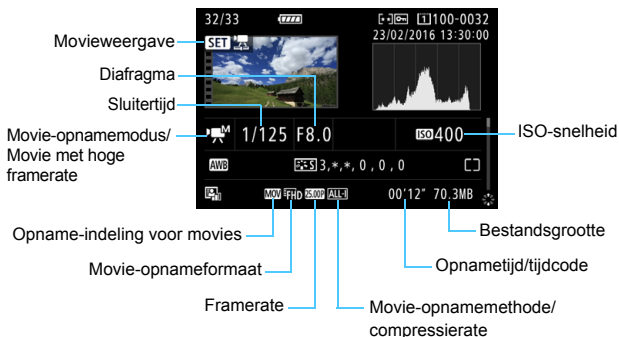 32/33
100-0032
23/02/2016 13:30:00
Movieweergave
SET
Diafragma
Sluitertijd
Movie-opnamemodus/
Movie met hoge
framerate
M
1/125 F8.0
ISO 400
ISO-snelheid
AWB
S 3,*,*, 0, 0, 0
MOV FHD 25.00P ALL-I
00'12" 70.3MB
Opname-indeling voor movies
Bestandsgrootte
Movie-opnameformaat
Opnametijd/tijdcode
Framerate
Movie-opnamemethode/
compressierate